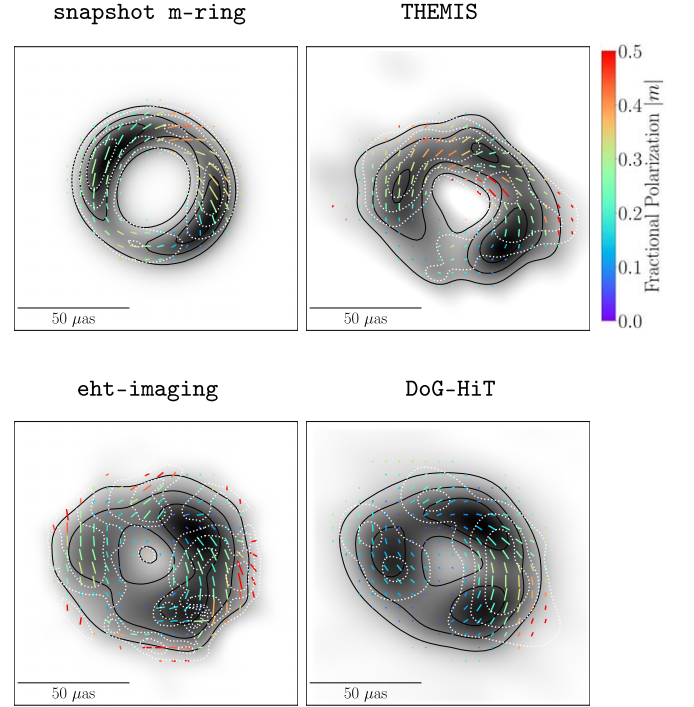 snapshot m-ring
THEMIS
50 μas
50 μas
0.5
0.4
0.3
0.2
0.1
0.0
Fractional Polarization |m|
eht-imaging
DoG-HiT
50 μas
50 μas